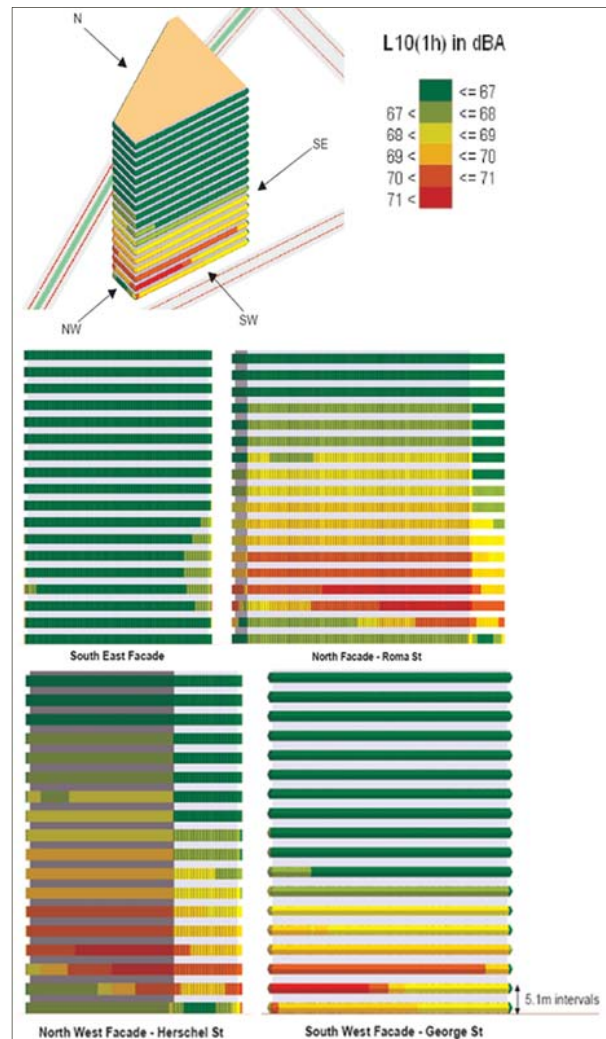 N
L10(1h) in dBA
<= 67
67 < <= 68
68 < <= 69
69 < <= 70
70 < <= 71
71 <
SE
NW
SW
South East Facade
North Facade - Roma St
5.1m intervals
North West Facade - Herschel St
South West Facade - George St